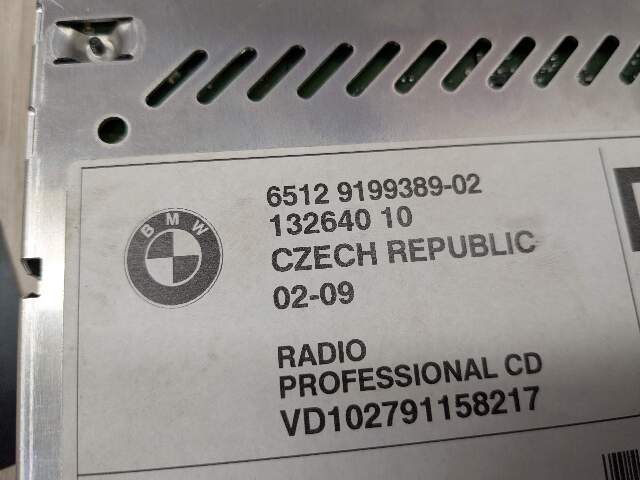 BMW
6512 9199389-02
132640 10
CZECH REPUBLIC
02-09
RADIO
PROFESSIONAL CD
VD102791158217